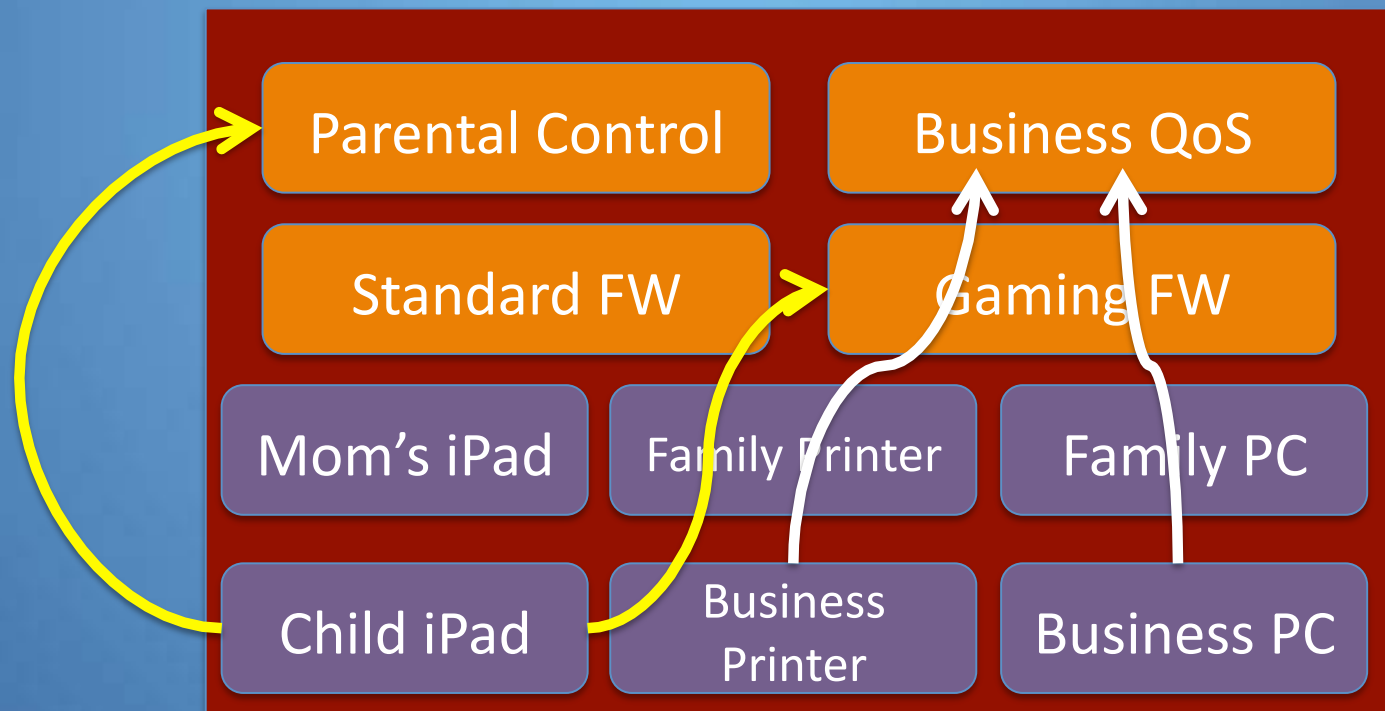 Parental Control
Business QoS
Standard FW
Gaming FW
Mom’s iPad
Family Printer
Family PC
Child iPad
Business
Printer
Business PC